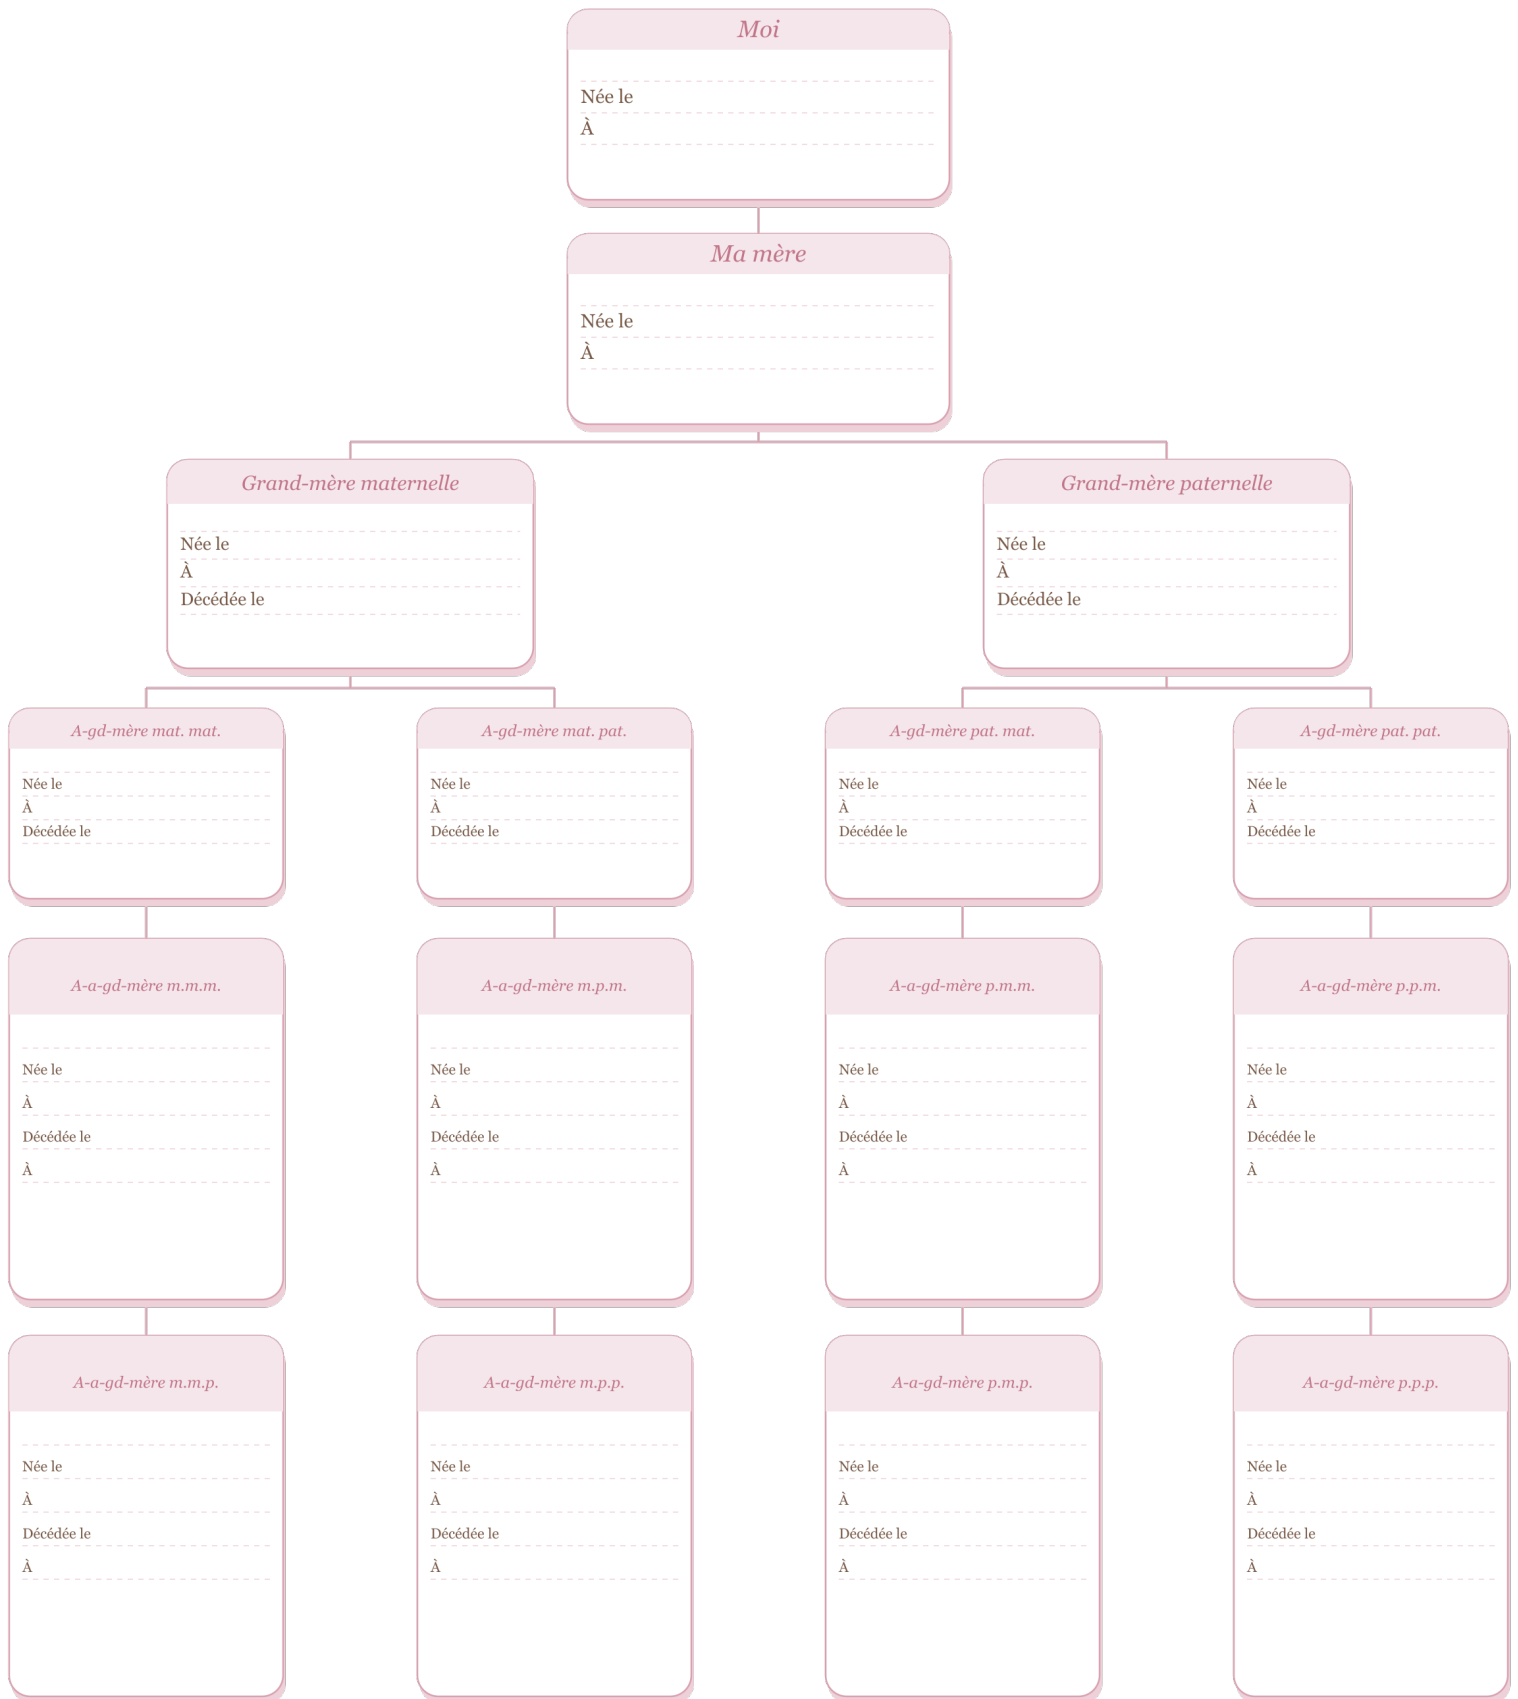 Moi
Née le
À
Ma mère
Née le
À
Grand-mère maternelle
Née le
À
Décédée le
Grand-mère paternelle
Née le
À
Décédée le
A-gd-mère mat. mat.
Née le
À
Décédée le
A-gd-mère mat. pat.
Née le
À
Décédée le
A-gd-mère pat. mat.
Née le
À
Décédée le
A-gd-mère pat. pat.
Née le
À
Décédée le
A-a-gd-mère m.m.m.
Née le
À
Décédée le
À
A-a-gd-mère m.p.m.
Née le
À
Décédée le
À
A-a-gd-mère p.m.m.
Née le
À
Décédée le
À
A-a-gd-mère p.p.m.
Née le
À
Décédée le
À
A-a-gd-mère m.m.p.
Née le
À
Décédée le
À
A-a-gd-mère m.p.p.
Née le
À
Décédée le
À
A-a-gd-mère p.m.p.
Née le
À
Décédée le
À
A-a-gd-mère p.p.p.
Née le
À
Décédée le
À